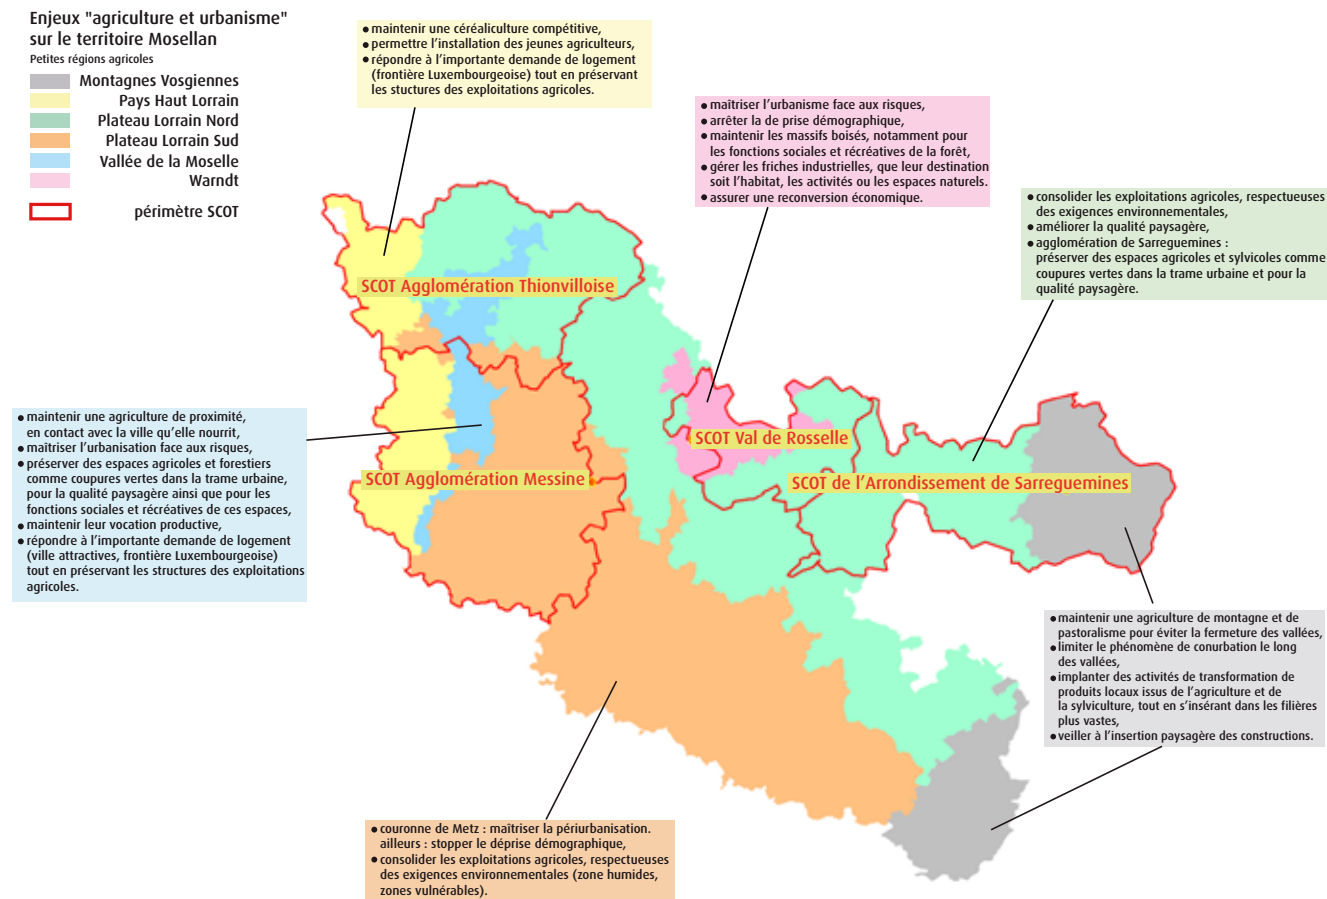 Enjeux "agriculture et urbanisme"
sur le territoire Mosellan
Petites régions agricoles
Montagnes Vosgiennes
Pays Haut Lorrain
Plateau Lorrain Nord
Plateau Lorrain Sud
Vallée de la Moselle
Warndt
périmètre SCOT
• maintenir une céréaliculture compétitive,
• permettre l'installation des jeunes agriculteurs,
• répondre à l'importante demande de logement
(frontière Luxembourgeoise) tout en préservant
les stuctures des exploitations agricoles.
• maîtriser l'urbanisme face aux risques,
• arrêter la de prise démographique,
• maintenir les massifs boisés, notamment pour
les fonctions sociales et récréatives de la forêt,
• gérer les friches industrielles, que leur destination
soit l'habitat, les activités ou les espaces naturels.
• assurer une reconversion économique.
• consolider les exploitations agricoles, respectueuses
des exigences environnementales,
• améliorer la qualité paysagère,
• agglomération de Sarreguemines :
préserver des espaces agricoles et sylvicoles comme
coupures vertes dans la trame urbaine et pour la
qualité paysagère.
SCOT Agglomération Thionvilloise
SCOT Val de Rosselle
SCOT Agglomération Messine
SCOT de l'Arrondissement de Sarreguemines
• maintenir une agriculture de proximité,
en contact avec la ville qu'elle nourrit,
• maîtriser l'urbanisation face aux risques,
• préserver des espaces agricoles et forestiers
comme coupures vertes dans la trame urbaine,
pour la qualité paysagère ainsi que pour les
fonctions sociales et récréatives de ces espaces,
• maintenir leur vocation productive,
• répondre à l'importante demande de logement
(ville attractives, frontière Luxembourgeoise)
tout en préservant les structures des exploitations
agricoles.
• maintenir une agriculture de montagne et de
pastoralisme pour éviter la fermeture des vallées,
• limiter le phénomène de conurbation le long
des vallées,
• implanter des activités de transformation de
produits locaux issus de l'agriculture et de
la sylviculture, tout en s'insérant dans les filières
plus vastes,
• veiller à l'insertion paysagère des constructions.
• couronne de Metz : maîtriser la périurbanisation.
ailleurs : stopper le déprise démographique,
• consolider les exploitations agricoles, respectueuses
des exigences environnementales (zone humides,
zones vulnérables).